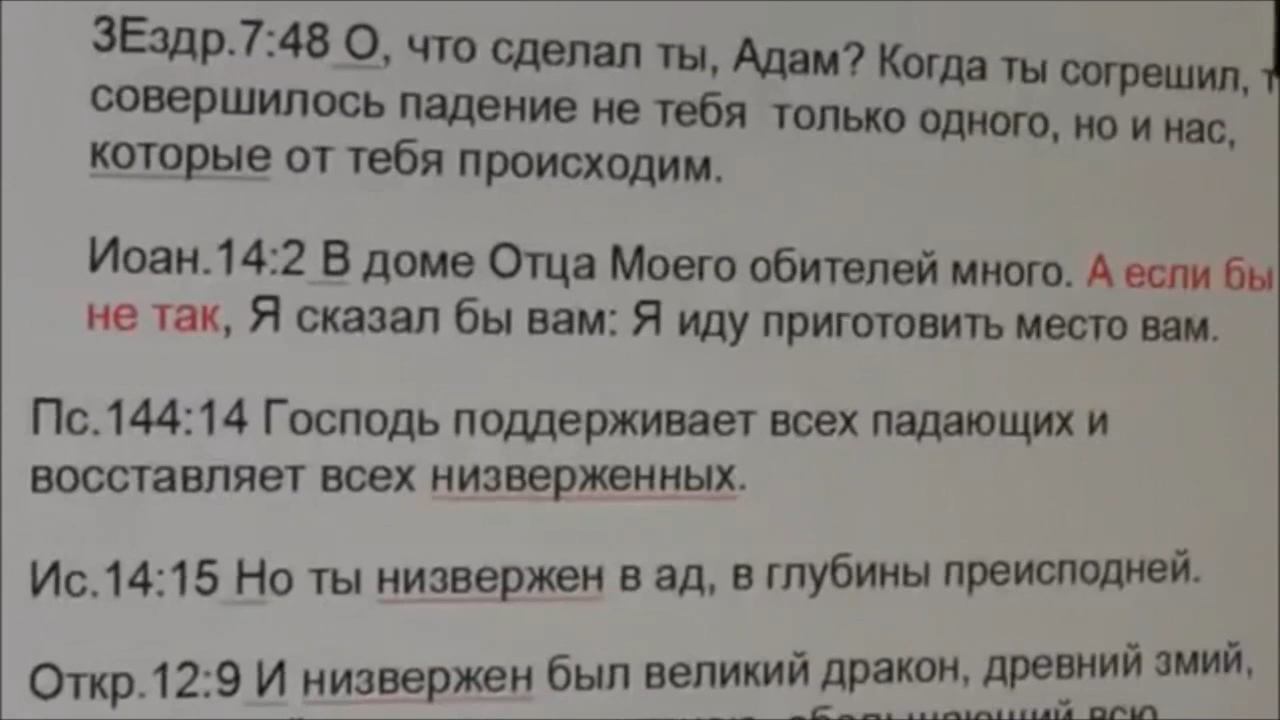 3Ездр.7:48 О, что сделал ты, Адам? Когда ты согрешил,
совершилось падение не тебя только одного, но и нас,
которые от тебя происходим.
Иоан.14:2 В доме Отца Моего обителей много. А если бы
не так, Я сказал бы вам: Я иду приготовить место вам.
Пс.144:14 Господь поддерживает всех падающих и
восставляет всех низверженных.
Ис.14:15 Но ты низвержен в ад, в глубины преисподней.
Откр.12:9 И низвержен был великий дракон, древний змий,
обольщающий всю